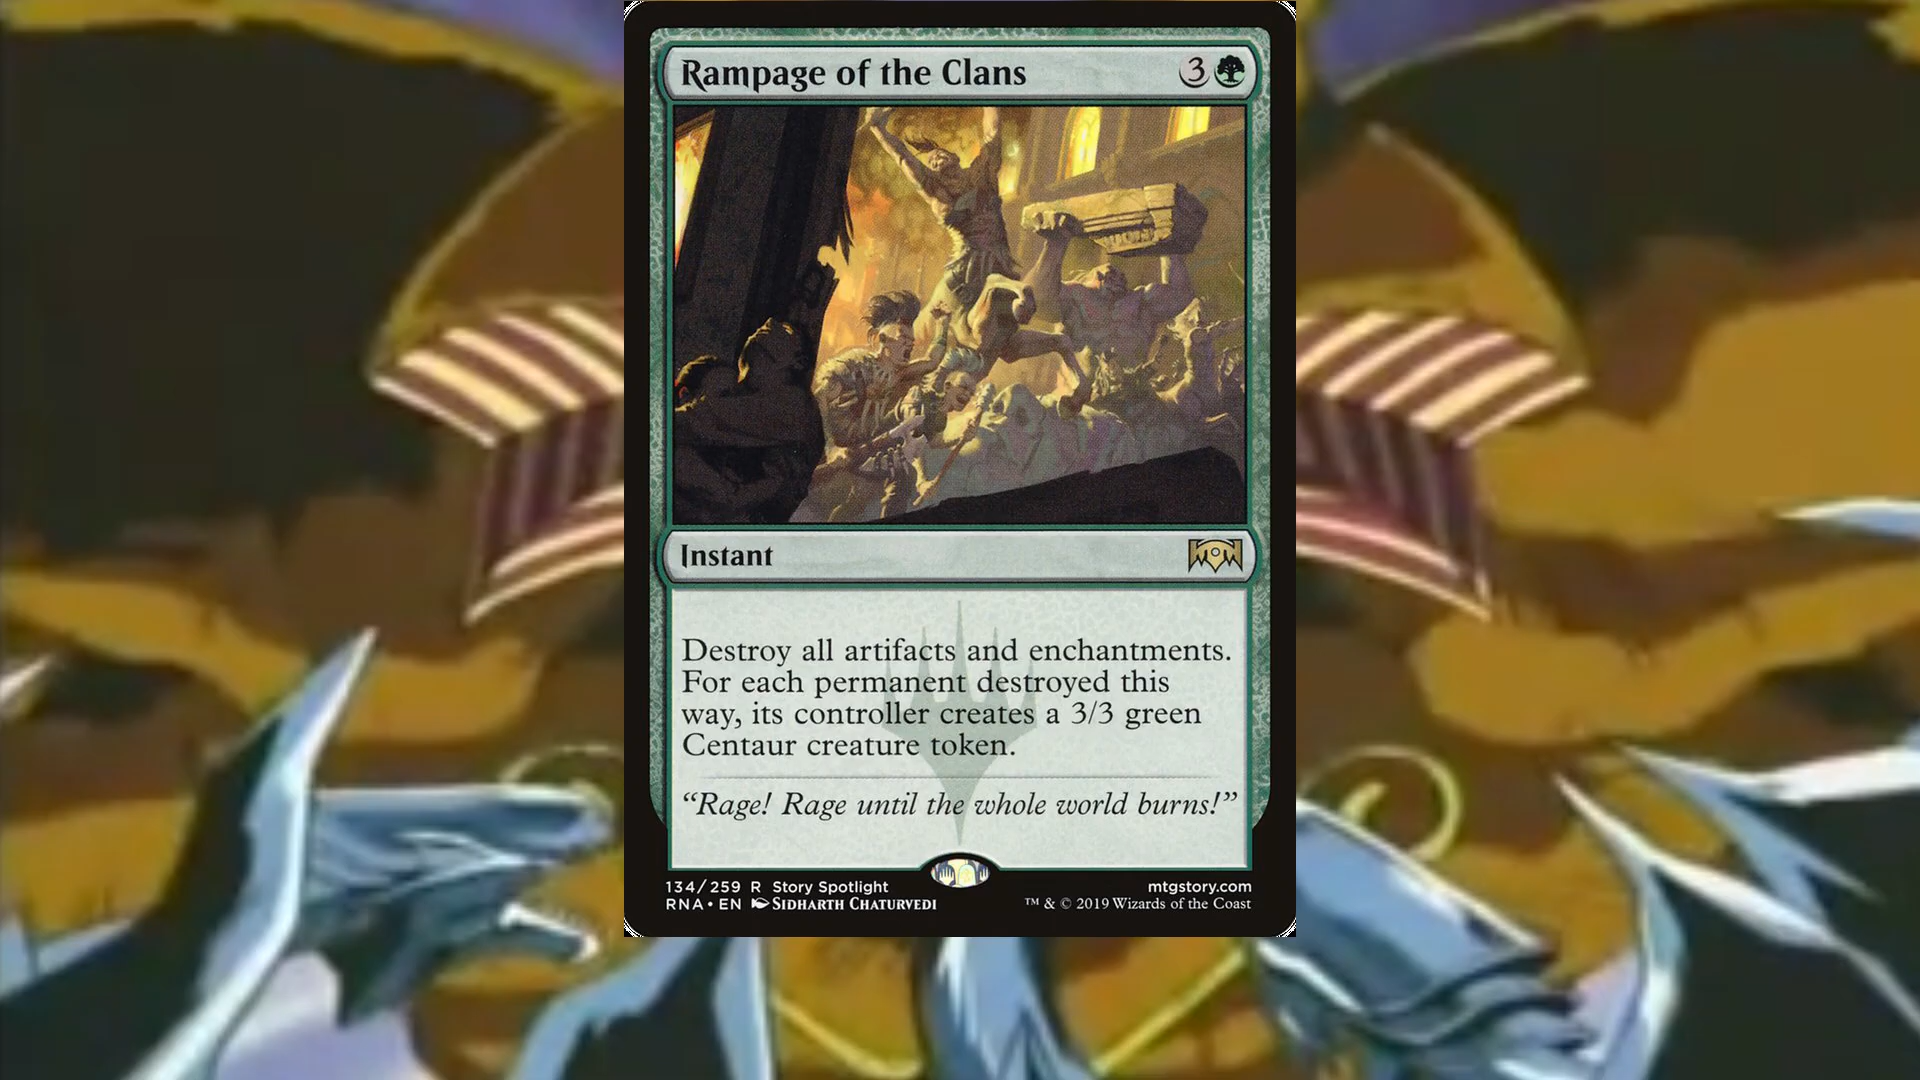 Rampage of the Clans 3
Instant
Destroy all artifacts and enchantments.
For each permanent destroyed this
way, its controller creates a 3/3 green
Centaur creature token.
“Rage! Rage until the whole world burns!”
134/259 R Story Spotlight mtgstory.com
RNA • EN Sidharth Chaturvedi ™ & © 2019 Wizards of the Coast